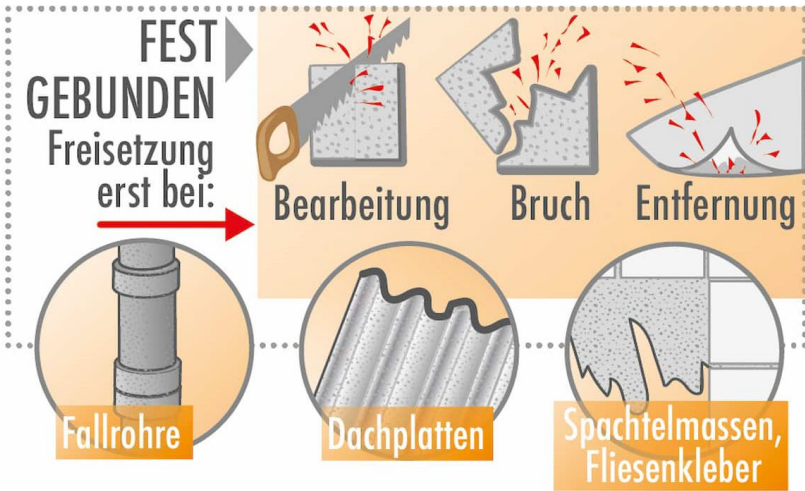 FEST
GEBUNDEN
Freisetzung
erst bei:
Bearbeitung
Bruch
Entfernung
Fallrohre
Dachplatten
Spachtelmassen,
Fliesenkleber